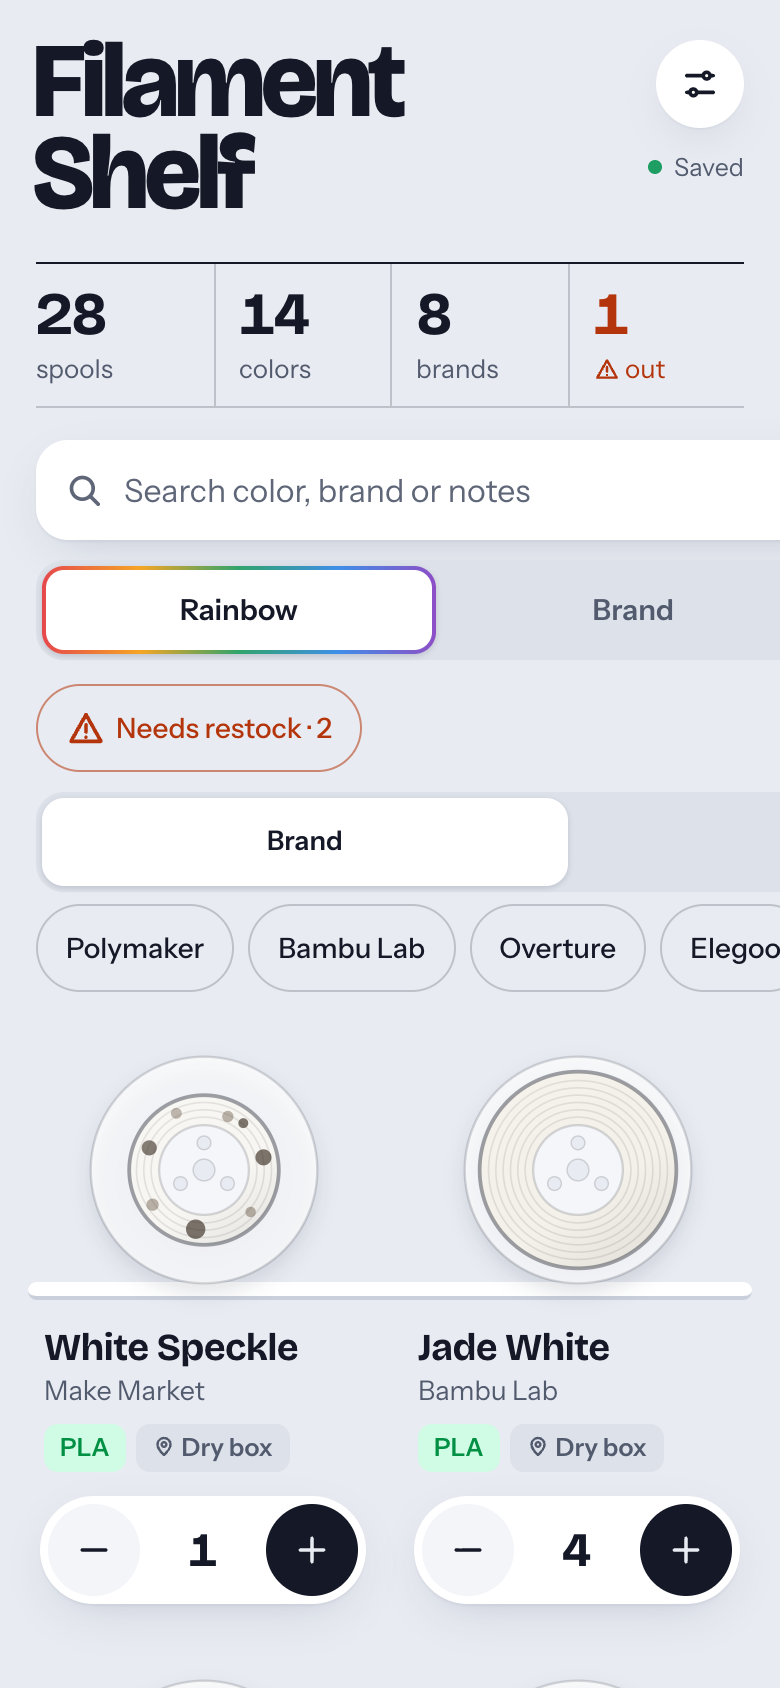 Filament
Shelf
Saved
28
spools
14
colors
8
brands
1
out
Search color, brand or notes
Rainbow
Brand
Needs restock · 2
Brand
Polymaker
Bambu Lab
Overture
Elegoo
White Speckle
Make Market
PLA
Dry box
1
Jade White
Bambu Lab
PLA
Dry box
4